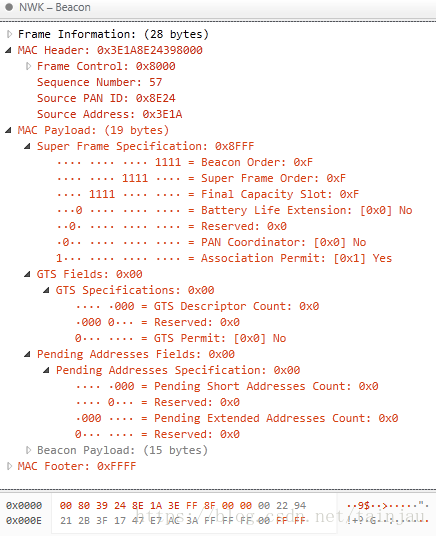 NWK – Beacon
Frame Information: (28 bytes)
MAC Header: 0x3E1A8E24398000
Frame Control: 0x8000
Sequence Number: 57
Source PAN ID: 0x8E24
Source Address: 0x3E1A
MAC Payload: (19 bytes)
Super Frame Specification: 0x8FFF
···· ···· ···· 1111 = Beacon Order: 0xF
···· ···· 1111 ···· = Super Frame Order: 0xF
···· 1111 ···· ···· = Final Capacity Slot: 0xF
···0 ···· ···· ···· = Battery Life Extension: [0x0] No
··0· ···· ···· ···· = Reserved: 0x0
·0·· ···· ···· ···· = PAN Coordinator: [0x0] No
1··· ···· ···· ···· = Association Permit: [0x1] Yes
GTS Fields: 0x00
GTS Specifications: 0x00
···· ·000 = GTS Descriptor Count: 0x0
·000 0··· = Reserved: 0x0
0··· ···· = GTS Permit: [0x0] No
Pending Addresses Fields: 0x00
Pending Addresses Specification: 0x00
···· ·000 = Pending Short Addresses Count: 0x0
···· 0··· = Reserved: 0x0
·000 ···· = Pending Extended Addresses Count: 0x0
0··· ···· = Reserved: 0x0
Beacon Payload: (15 bytes)
MAC Footer: 0xFFFF
0x0000 00 80 39 24 8E 1A 3E FF 8F 00 00 00 22 94 ··9$··>·····"·
0x000E 21 2B 3F 17 47 E7 AC 3A FF FF FF 00 FF FF !+?·G··:······